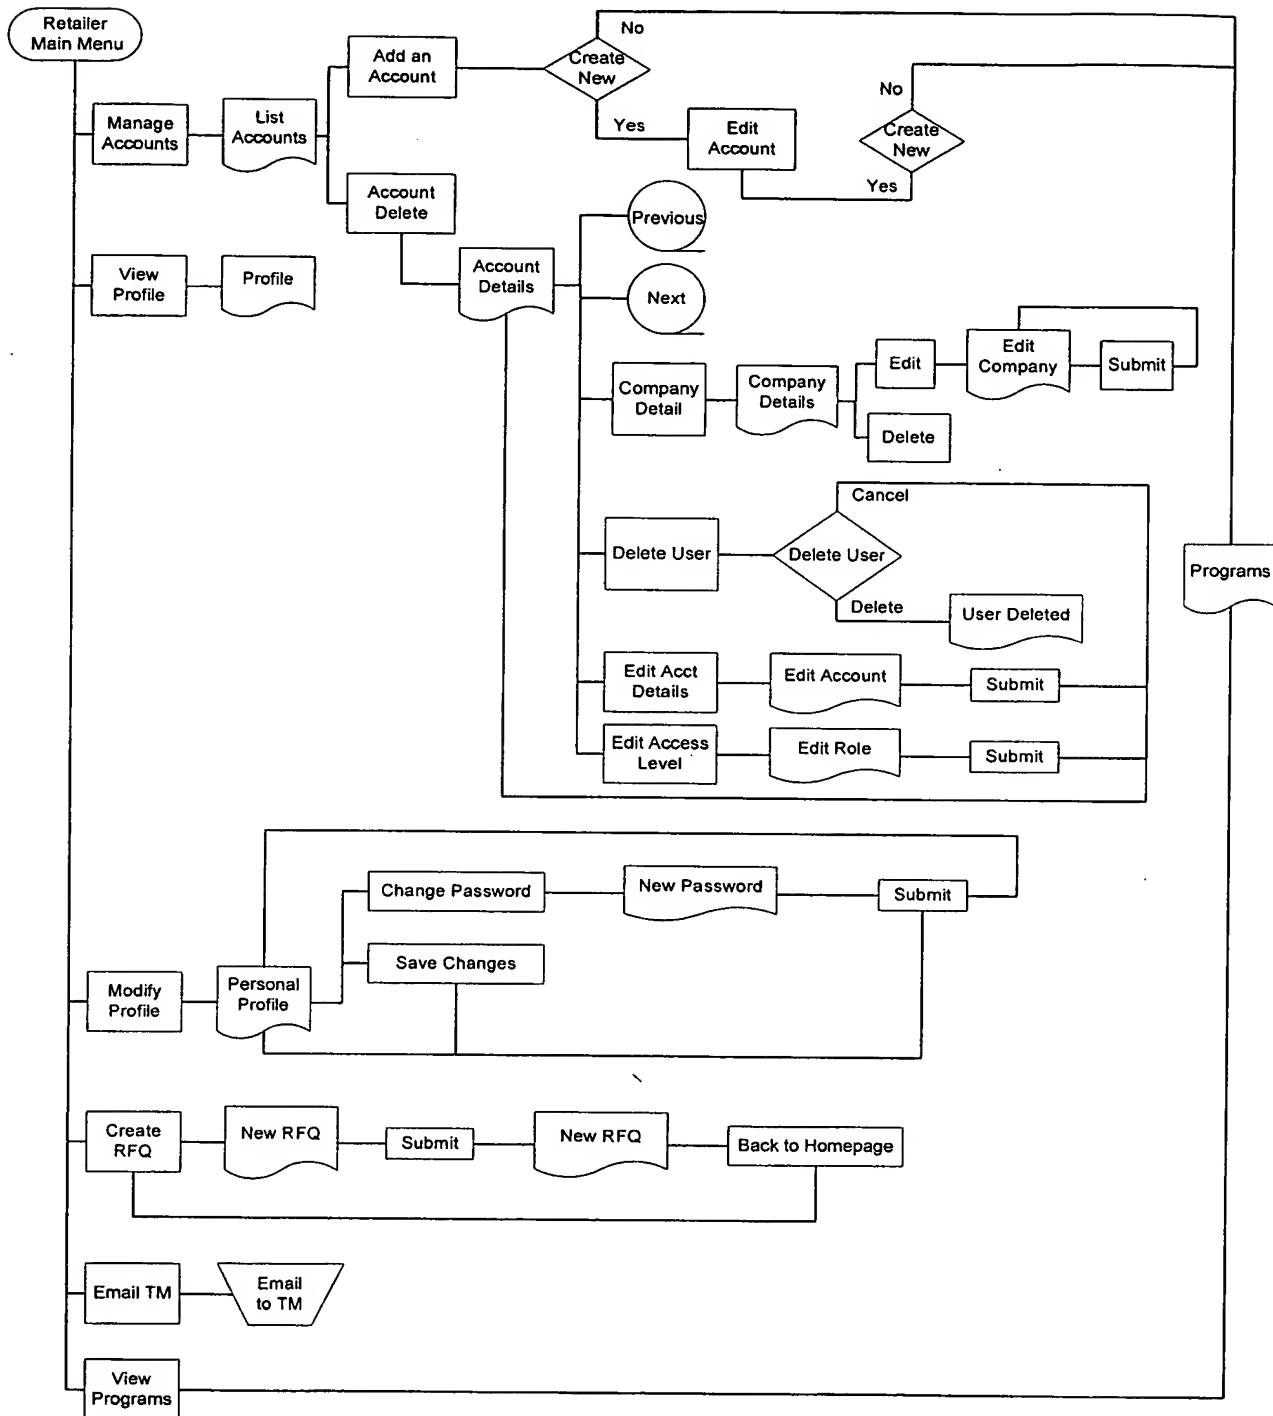 Retailer
Main Menu
No
Add an
Account
Create
New
No
Manage
Accounts
List
Accounts
Yes
Edit
Account
Create
New
Yes
Account
Delete
Previous
View
Profile
Profile
Account
Details
Next
Company
Detail
Company
Details
Edit
Edit
Company
Submit
Delete
Cancel
Delete User
Delete User
Programs
Delete
User Deleted
Edit Acct
Details
Edit Account
Submit
Edit Access
Level
Edit Role
Submit
Change Password
New Password
Submit
Save Changes
Modify
Profile
Personal
Profile
Create
RFQ
New RFQ
Submit
New RFQ
Back to Homepage
Email TM
Email
to TM
View
Programs